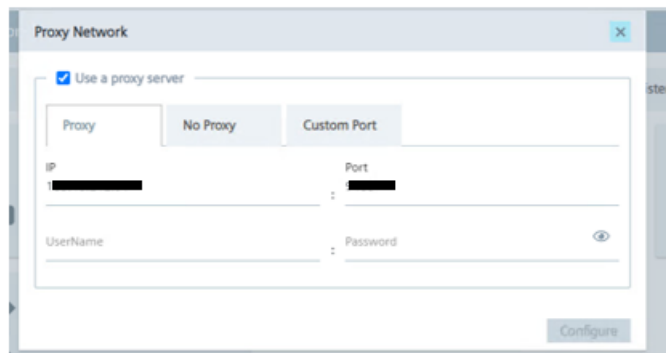 Proxy Network
Use a proxy server
Proxy No Proxy Custom Port
IP Port
: 
UserName : Password
Configure